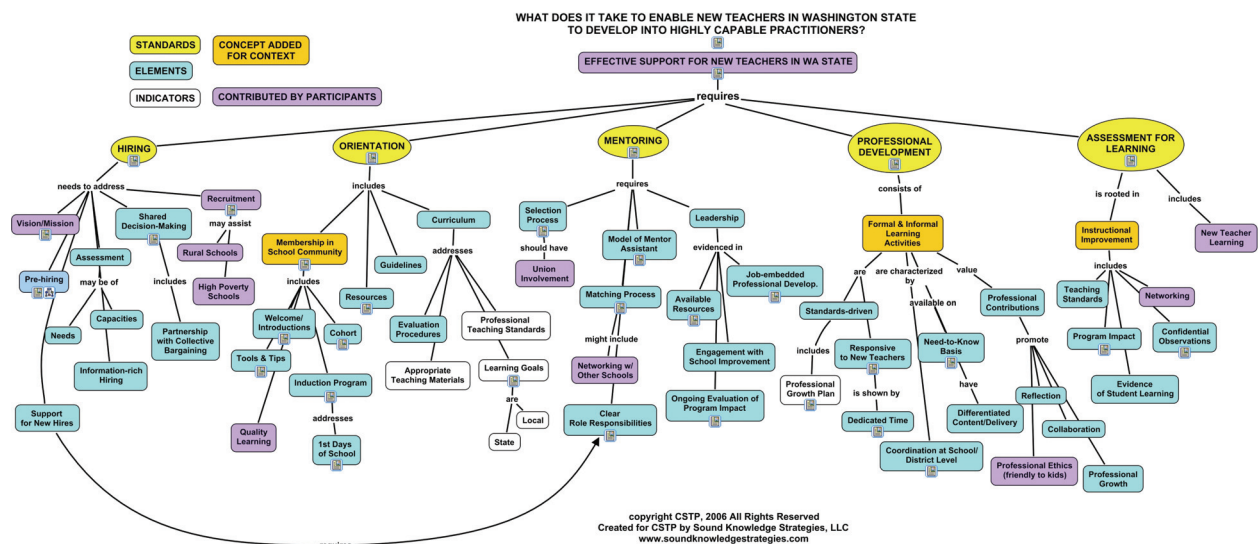 WHAT DOES IT TAKE TO ENABLE NEW TEACHERS IN WASHINGTON STATE
TO DEVELOP INTO HIGHLY CAPABLE PRACTITIONERS?
STANDARDS
CONCEPT ADDED
FOR CONTEXT
ELEMENTS
INDICATORS
CONTRIBUTED BY PARTICIPANTS
EFFECTIVE SUPPORT FOR NEW TEACHERS IN WA STATE
requires
HIRING
needs to address
Vision/Mission
Pre-hiring
Support
for New Hires
Assessment
may be of
Needs
Capacities
Information-rich
Hiring
Shared
Decision-Making
includes
Partnership
with Collective
Bargaining
Recruitment
may assist
Rural Schools
High Poverty
Schools
ORIENTATION
includes
Membership in
School Community
includes
Welcome/
Introductions
Tools & Tips
Quality
Learning
Cohort
Induction Program
addresses
1st Days
of School
Resources
Guidelines
Curriculum
addresses
Evaluation
Procedures
Appropriate
Teaching Materials
Professional
Teaching Standards
Learning Goals
are
State
Local
MENTORING
requires
Selection
Process
should have
Union
Involvement
Model of Mentor
Assistant
Matching Process
might include
Networking w/
Other Schools
Clear
Role Responsibilities
Leadership
evidenced in
Available
Resources
Job-embedded
Professional Develop.
Engagement with
School Improvement
Ongoing Evaluation of
Program Impact
PROFESSIONAL
DEVELOPMENT
consists of
Formal & Informal
Learning
Activities
are
Standards-driven
includes
Professional
Growth Plan
Responsive
to New Teachers
is shown by
Dedicated Time
are characterized
by
Coordination at School/
District Level
available on
Need-to-Know
Basis
have
Differentiated
Content/Delivery
value
Professional
Contributions
promote
Reflection
Collaboration
Professional Ethics
(friendly to kids)
Professional
Growth
ASSESSMENT FOR
LEARNING
is rooted in
Instructional
Improvement
includes
Teaching
Standards
Program Impact
Evidence
of Student Learning
Networking
Confidential
Observations
includes
New Teacher
Learning
copyright CSTP, 2006 All Rights Reserved
Created for CSTP by Sound Knowledge Strategies, LLC
www.soundknowledgestrategies.com